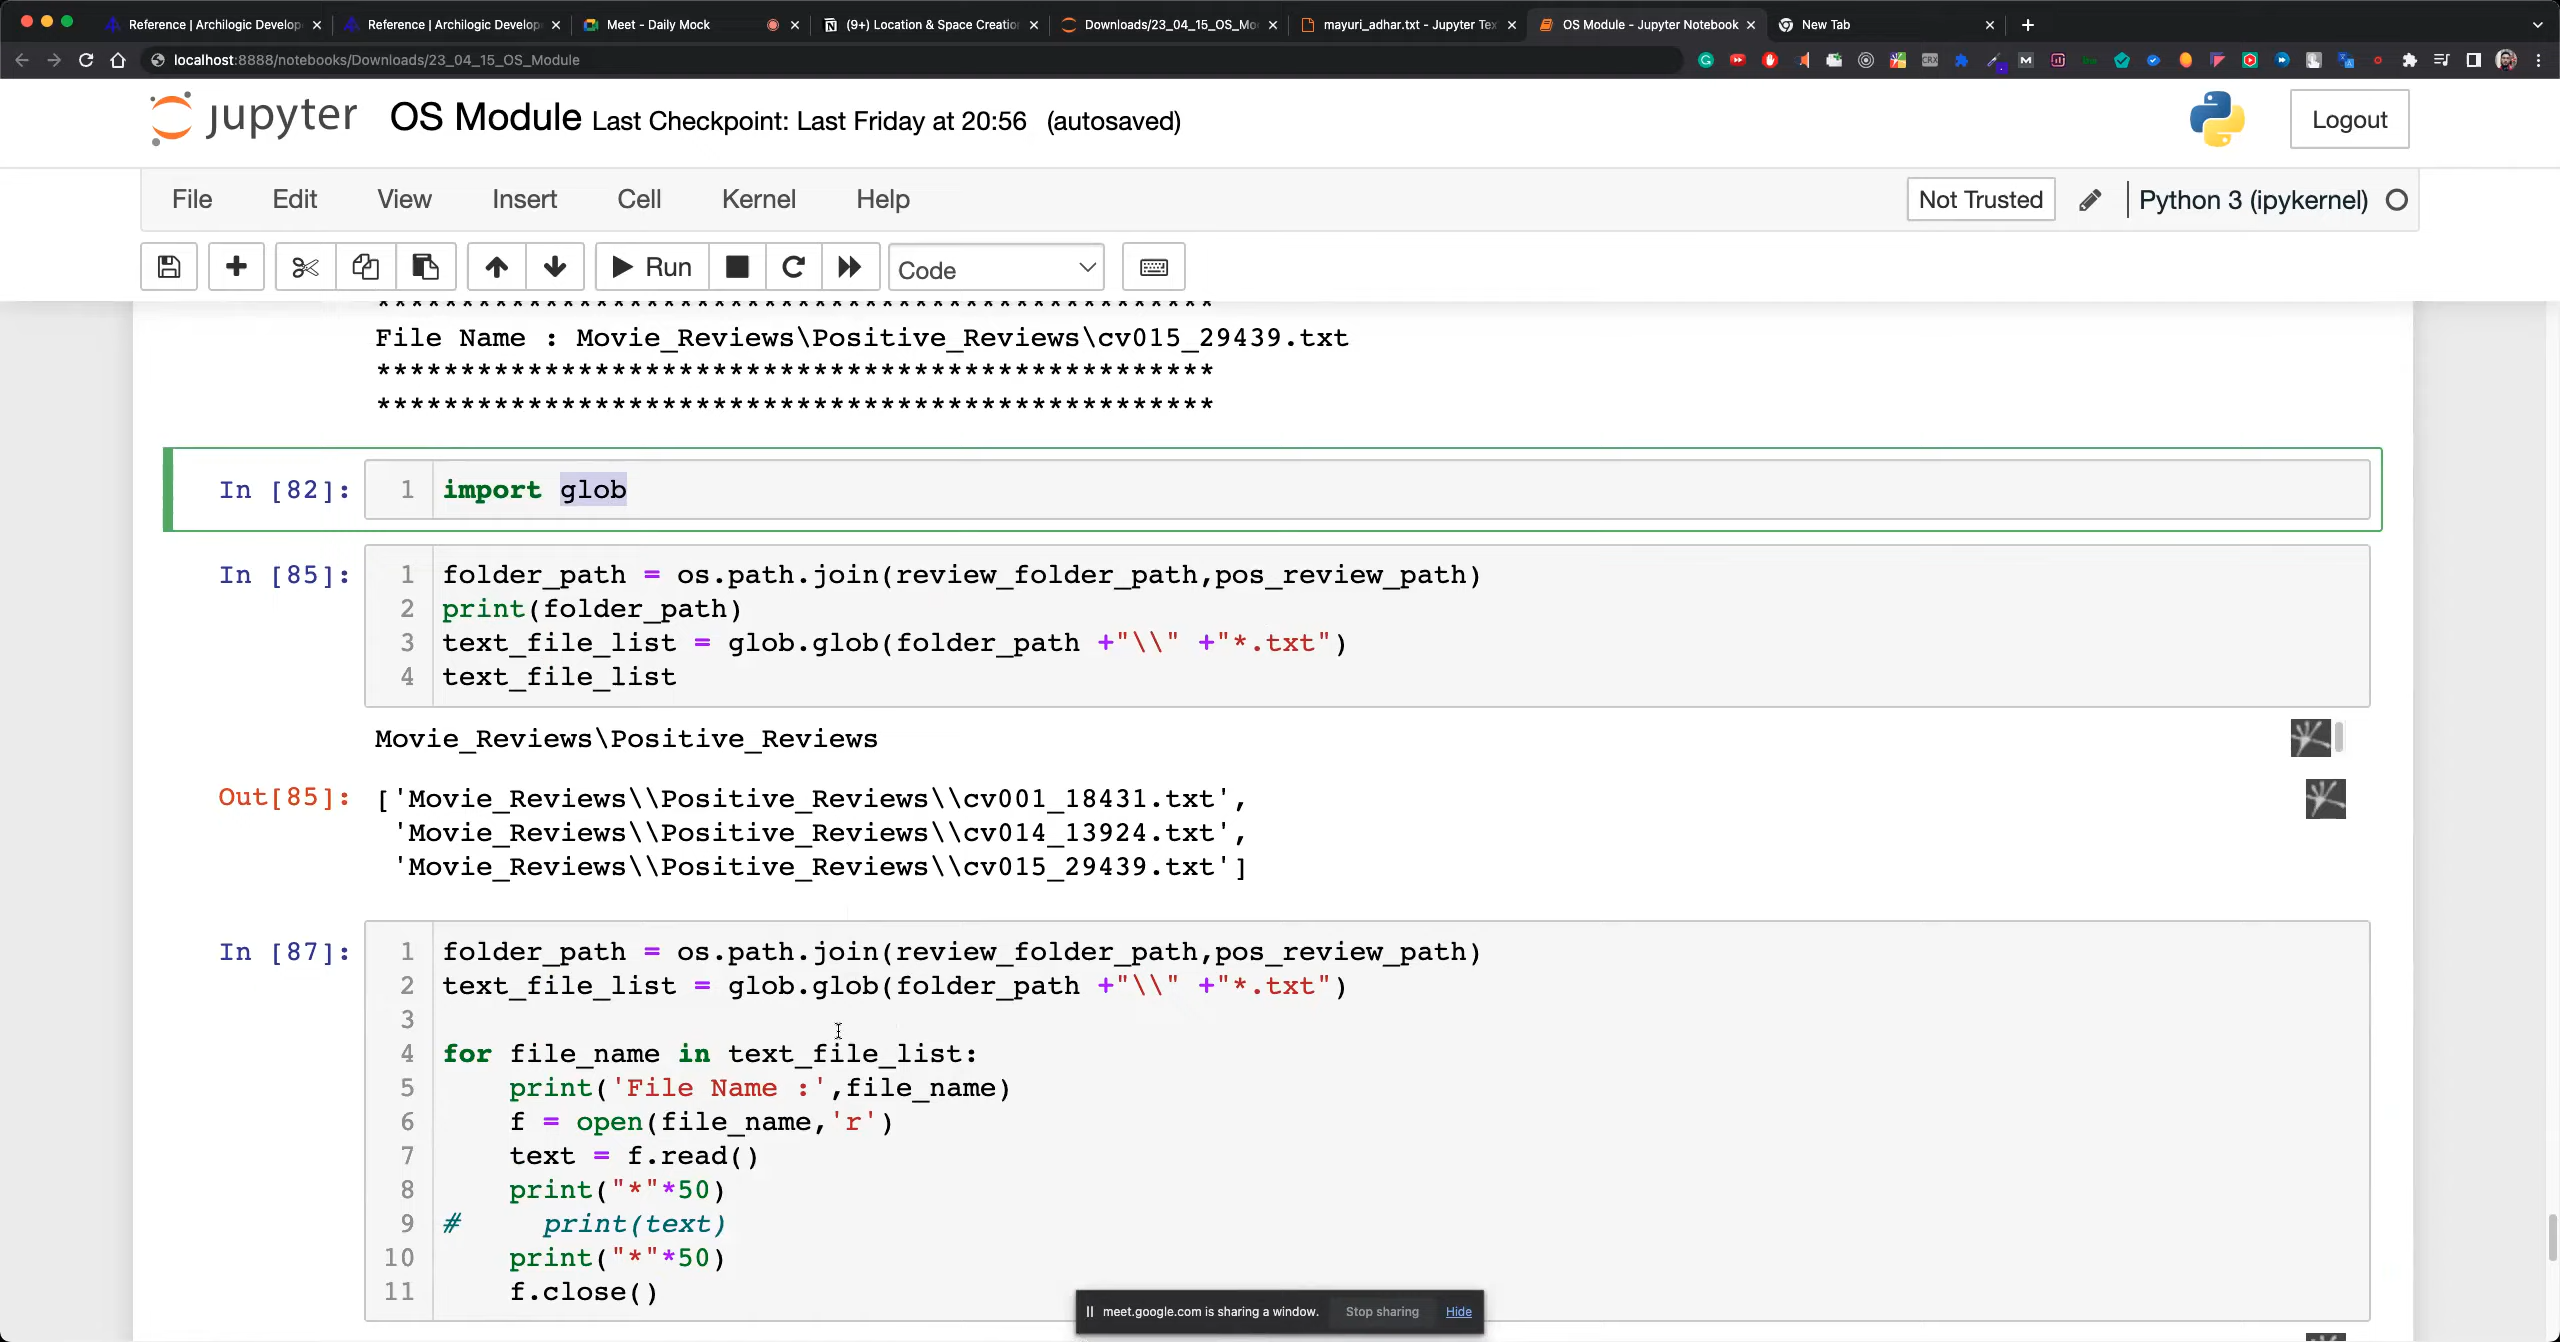 Reference | Archilogic Develop
Reference | Archilogic Develope
Meet - Daily Mock
(9+) Location & Space Creation
Downloads/23_04_15_OS_Mo
mayuri_adhar.txt - Jupyter Tex
OS Module - Jupyter Notebook
New Tab
localhost:8888/notebooks/Downloads/23_04_15_OS_Module
jupyter OS Module Last Checkpoint: Last Friday at 20:56 (autosaved)
Logout
File Edit View Insert Cell Kernel Help
Not Trusted
Python 3 (ipykernel)
Run
Code
**************************************************
File Name : Movie_Reviews\Positive_Reviews\cv015_29439.txt
**************************************************
**************************************************
In [82]: 1 import glob
In [85]: 1 folder_path = os.path.join(review_folder_path,pos_review_path)
2 print(folder_path)
3 text_file_list = glob.glob(folder_path +"\\" +"*.txt")
4 text_file_list
Movie_Reviews\Positive_Reviews
Out[85]: ['Movie_Reviews\\Positive_Reviews\\cv001_18431.txt',
'Movie_Reviews\\Positive_Reviews\\cv014_13924.txt',
'Movie_Reviews\\Positive_Reviews\\cv015_29439.txt']
In [87]: 1 folder_path = os.path.join(review_folder_path,pos_review_path)
2 text_file_list = glob.glob(folder_path +"\\" +"*.txt")
3
4 for file_name in text_file_list:
5     print('File Name :',file_name)
6     f = open(file_name,'r')
7     text = f.read()
8     print("*"*50)
9 #     print(text)
10     print("*"*50)
11     f.close()
meet.google.com is sharing a window. Stop sharing Hide